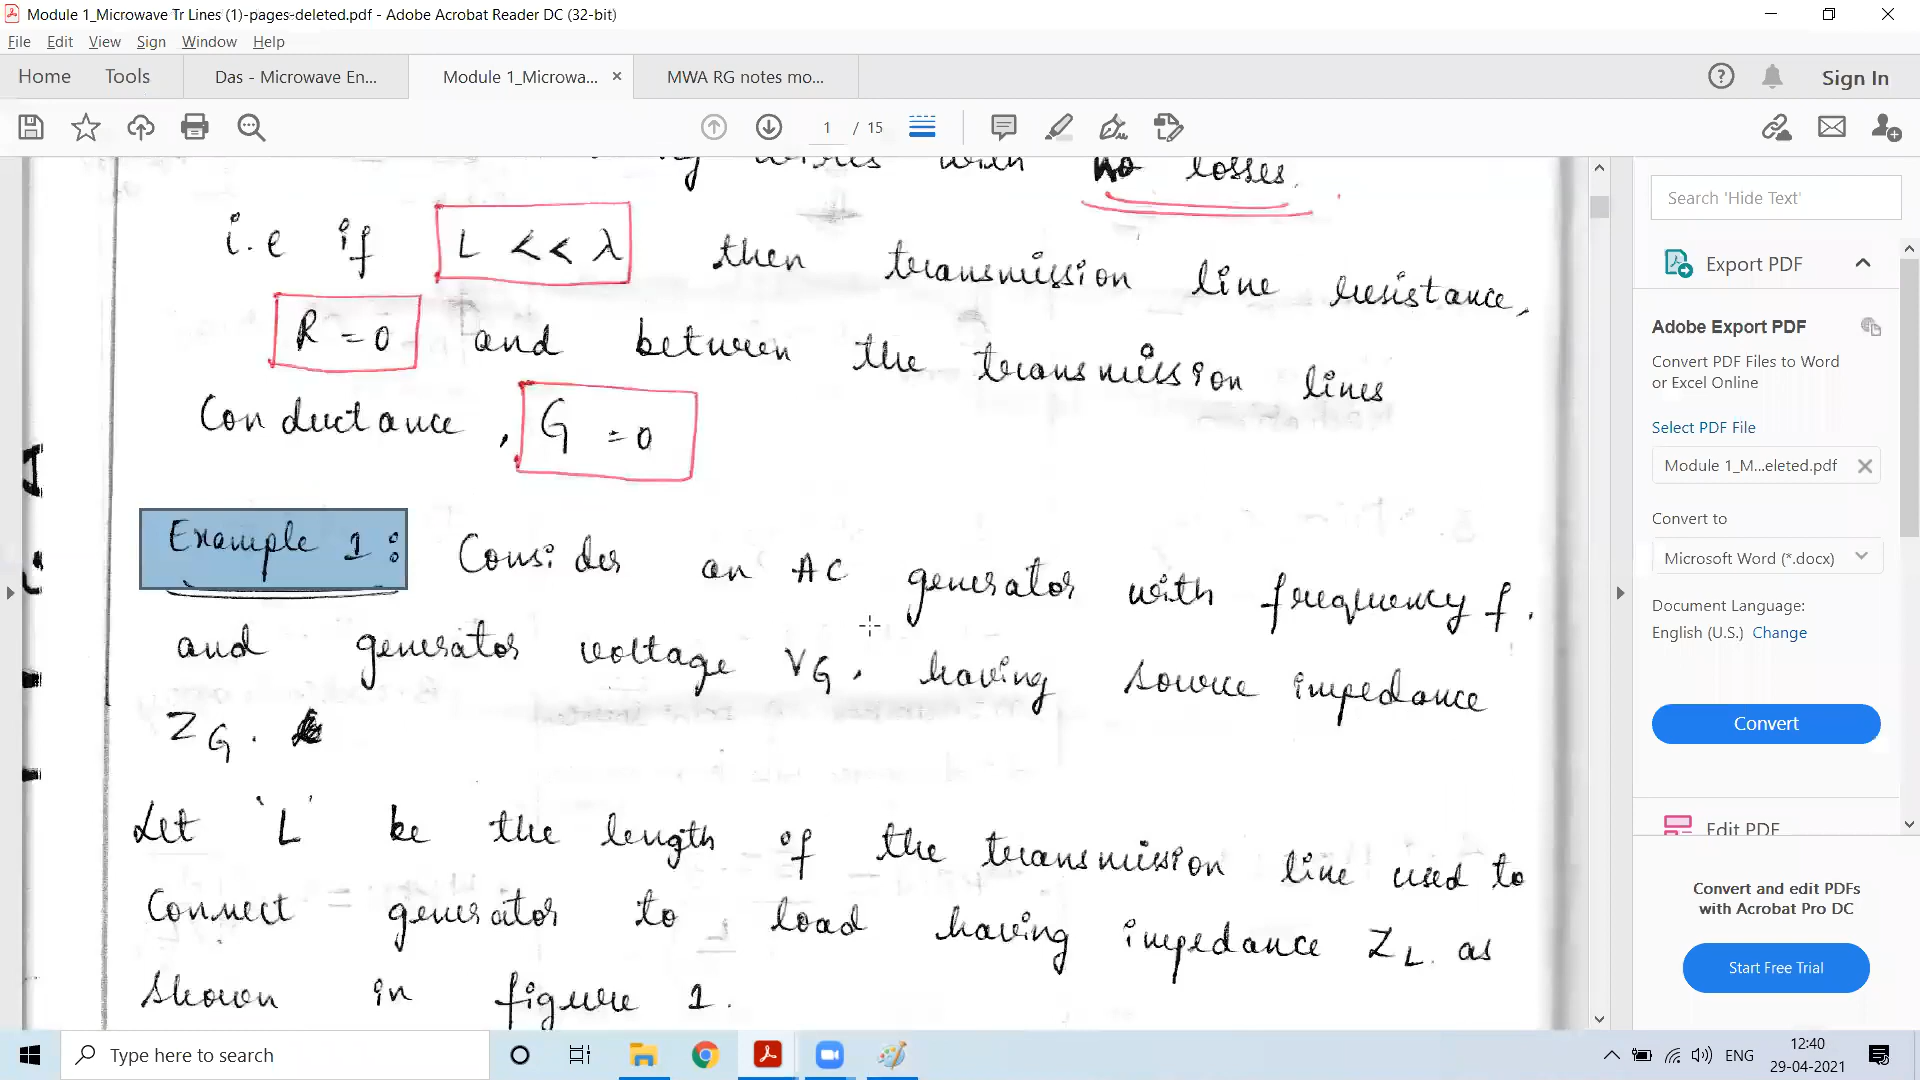 Module 1_Microwave Tr Lines (1)-pages-deleted.pdf - Adobe Acrobat Reader DC (32-bit)
File Edit View Sign Window Help
Home Tools Das - Microwave En... Module 1_Microwa... × MWA RG notes mo... Sign In
1 / 15
with no losses.
i.e if L << λ then transmission line resistance,
R = 0 and between the transmission lines
Conductance, G = 0
Example 1: Consider an AC generator with frequency f.
and generator voltage VG, having source impedance
ZG.
Let 'L' be the length of the transmission line used to
Connect generator to load having impedance ZL as
shown in figure 1.
Search 'Hide Text'
Export PDF
Adobe Export PDF
Convert PDF Files to Word
or Excel Online
Select PDF File
Module 1_M...eleted.pdf
Convert to
Microsoft Word (*.docx)
Document Language:
English (U.S.) Change
Convert
Edit PDF
Convert and edit PDFs
with Acrobat Pro DC
Start Free Trial
Type here to search
ENG
12:40
29-04-2021